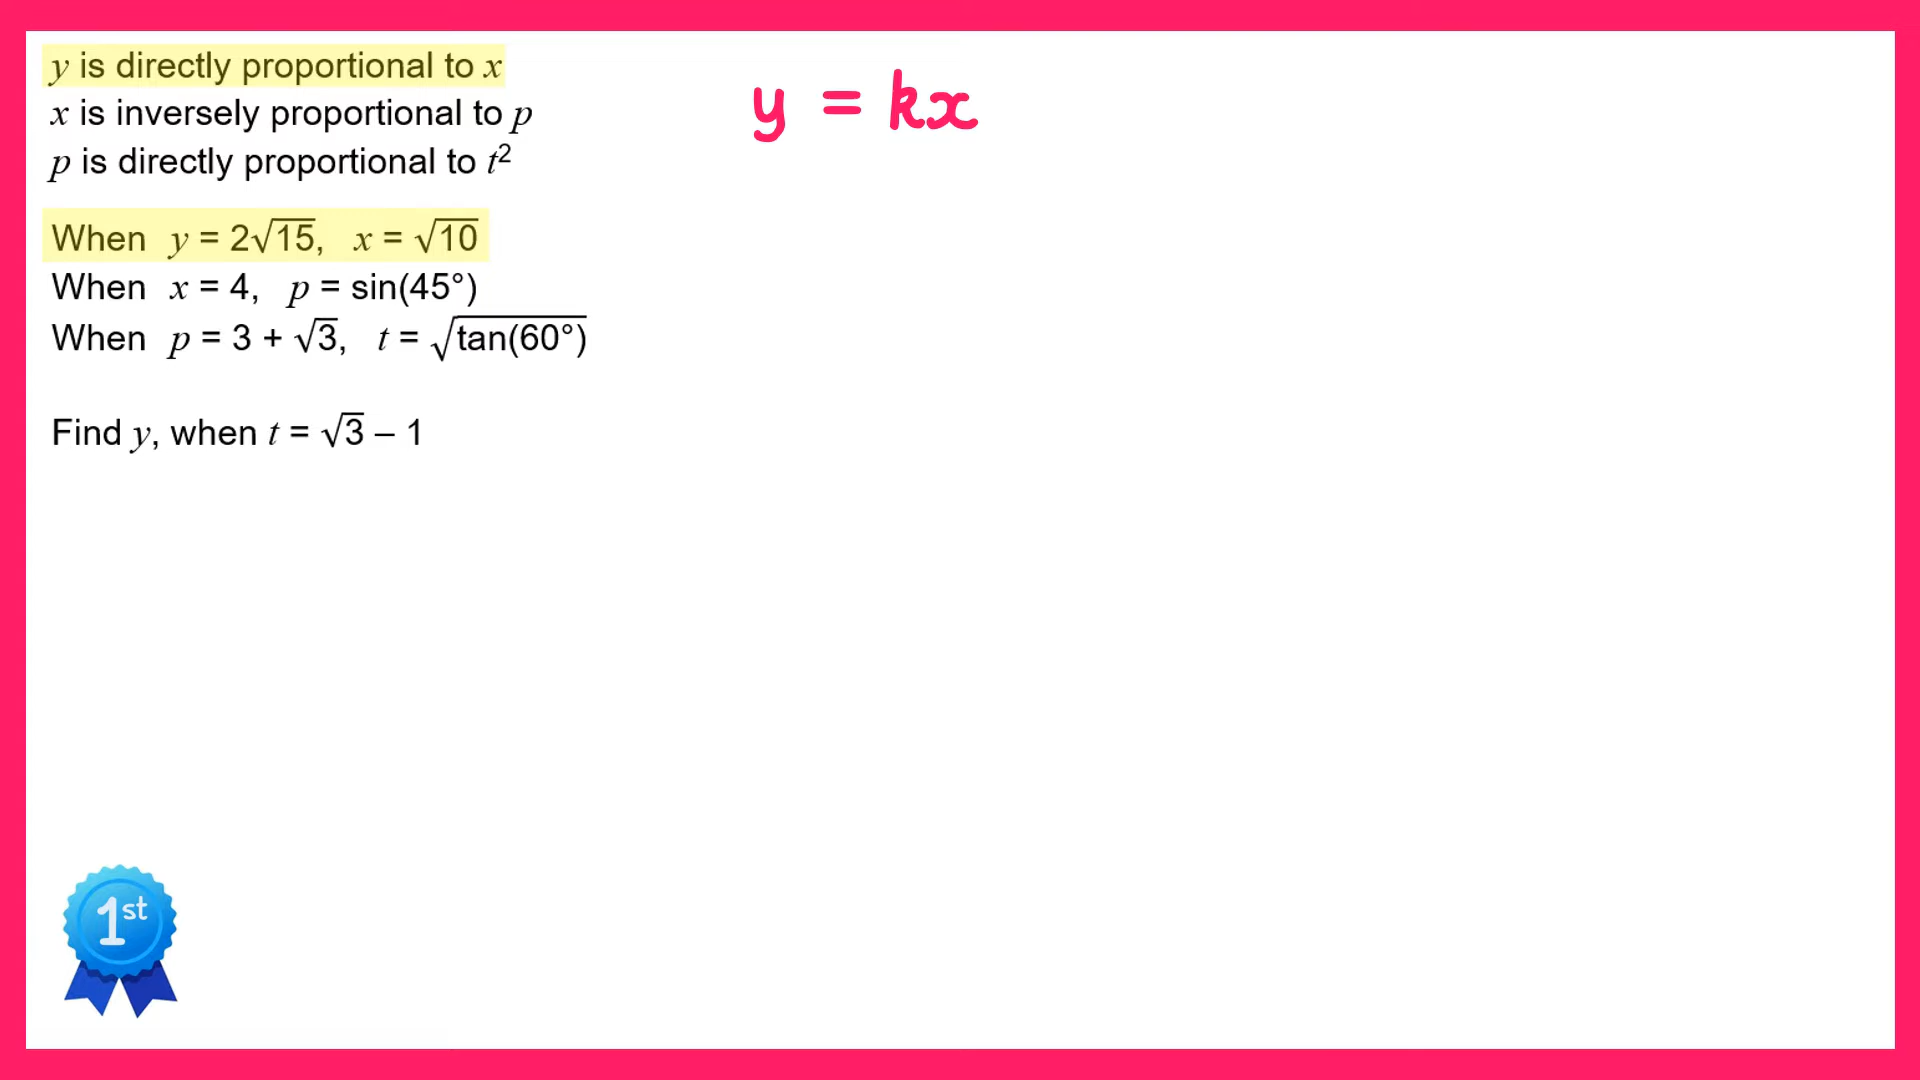 y is directly proportional to x
x is inversely proportional to p
p is directly proportional to t²
When y = 2√15, x = √10
When x = 4, p = sin(45°)
When p = 3 + √3, t = √tan(60°)
Find y, when t = √3 – 1
y = kx
1st